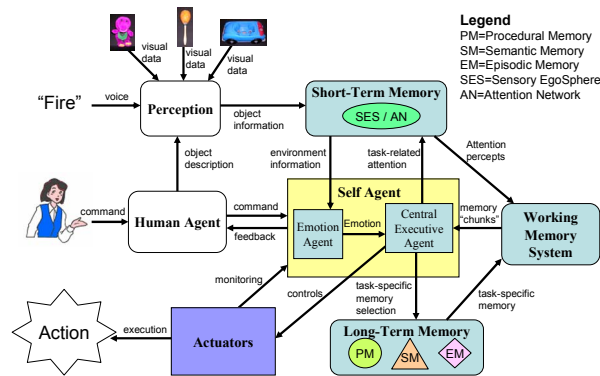 Legend
PM=Procedural Memory
SM=Semantic Memory
EM=Episodic Memory
SES=Sensory EgoSphere
AN=Attention Network
visual
data
visual
data
visual
data
"Fire"
voice
Perception
object
information
Short-Term Memory
SES / AN
object
description
environment
information
task-related
attention
Attention
percepts
command
Human Agent
command
feedback
Self Agent
Emotion
Agent
Emotion
Central
Executive
Agent
memory
"chunks"
Working
Memory
System
monitoring
controls
task-specific
memory
selection
task-specific
memory
Action
execution
Actuators
Long-Term Memory
PM
SM
EM